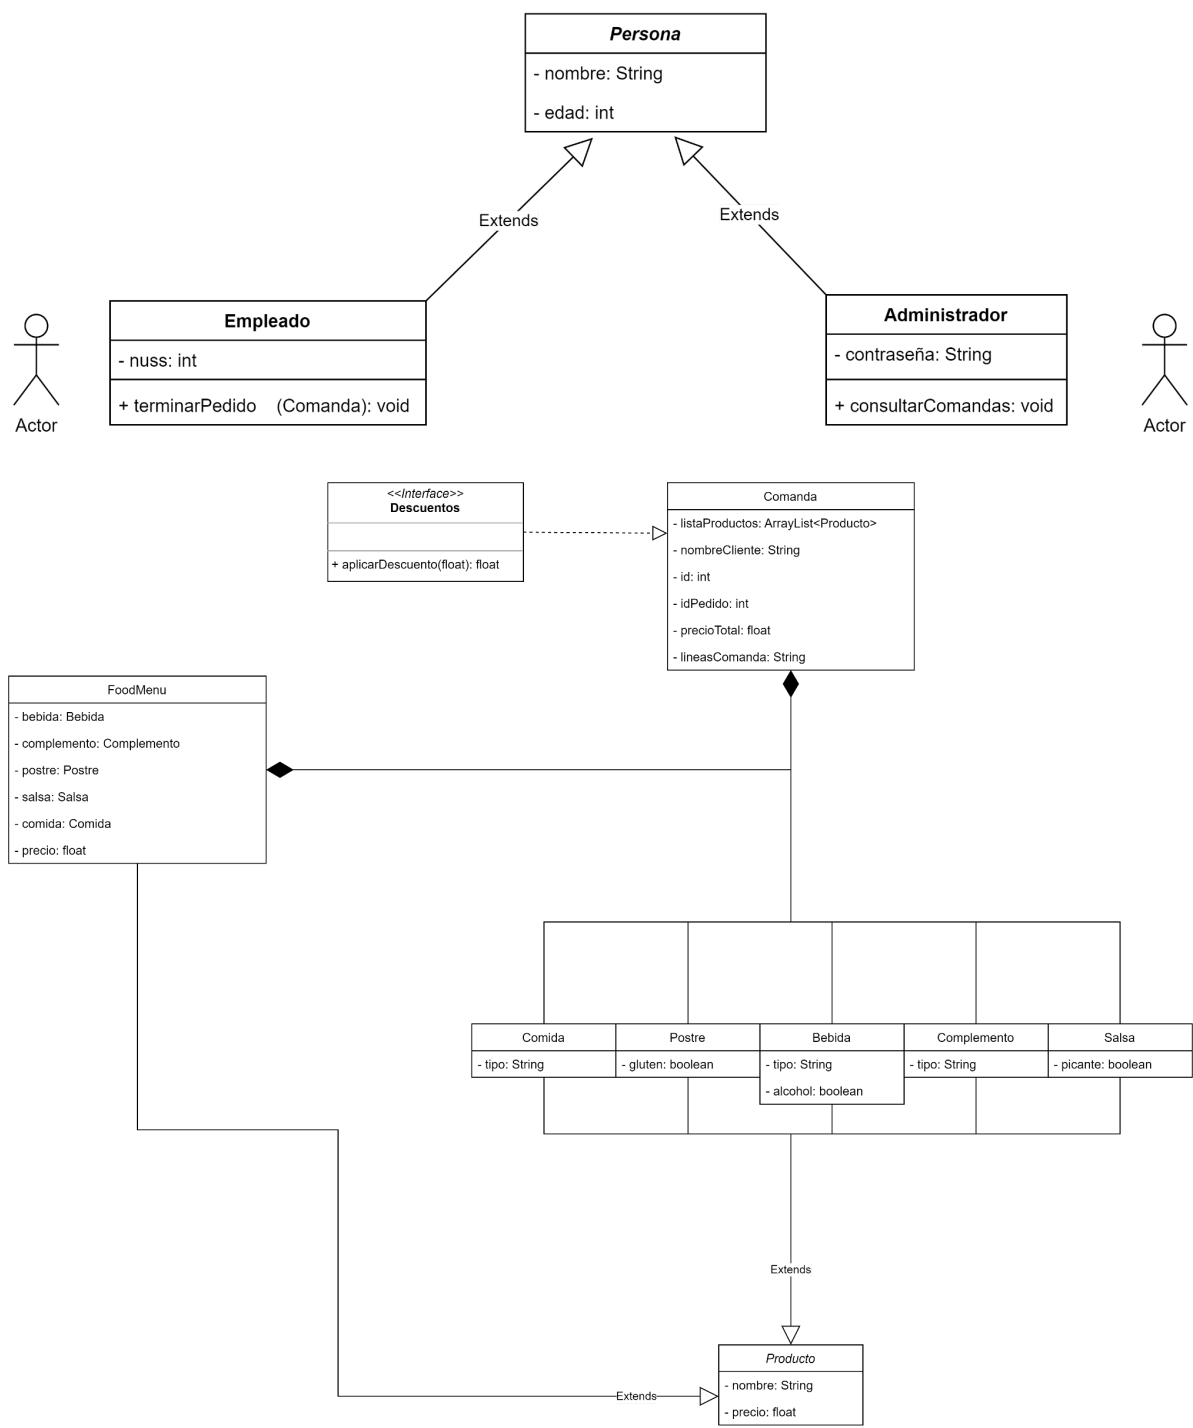 Persona
- nombre: String
- edad: int
Extends
Extends
Empleado
- nuss: int
+ terminarPedido (Comanda): void
Administrador
- contraseña: String
+ consultarComandas: void
Actor
Actor
<<Interface>>
Descuentos
+ aplicarDescuento(float): float
Comanda
- listaProductos: ArrayList<Producto>
- nombreCliente: String
- id: int
- idPedido: int
- precioTotal: float
- lineasComanda: String
FoodMenu
- bebida: Bebida
- complemento: Complemento
- postre: Postre
- salsa: Salsa
- comida: Comida
- precio: float
Comida
- tipo: String
Postre
- gluten: boolean
Bebida
- tipo: String
- alcohol: boolean
Complemento
- tipo: String
Salsa
- picante: boolean
Extends
Extends
Producto
- nombre: String
- precio: float